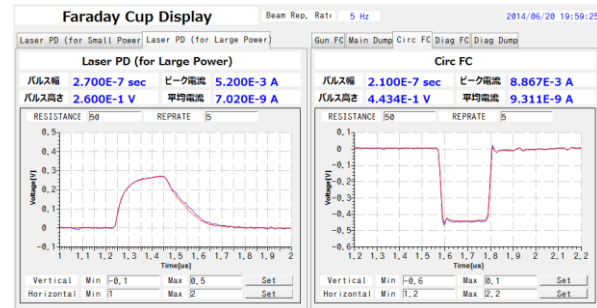 Faraday Cup Display
Beam Rep. Rate 5 Hz
2014/06/20 19:59:25
Laser PD (for Small Power Laser PD (for Large Power)
Gun FC Main Dump Circ FC Diag FC Diag Dump
Laser PD (for Large Power)
パルス幅 2.700E-7 sec ピーク電流 5.200E-3 A
パルス高さ 2.600E-1 V 平均電流 7.020E-9 A
RESISTANCE 50 REPRATE 5
0.5
0.4
0.3
0.2
0.1
0
-0.1
Voltage[V]
1 1.1 1.2 1.3 1.4 1.5 1.6 1.7 1.8 1.9 2
Time[us]
Vertical Min -0.1 Max 0.5 Set
Horizontal Min 1 Max 2 Set
Circ FC
パルス幅 2.100E-7 sec ピーク電流 8.867E-3 A
パルス高さ 4.434E-1 V 平均電流 9.311E-9 A
RESISTANCE 50 REPRATE 5
0.1
0
-0.1
-0.2
-0.3
-0.4
-0.5
-0.6
Voltage[V]
1.2 1.3 1.4 1.5 1.6 1.7 1.8 1.9 2 2.1 2.2
Time[us]
Vertical Min -0.6 Max 0.1 Set
Horizontal Min 1.2 Max 2.2 Set